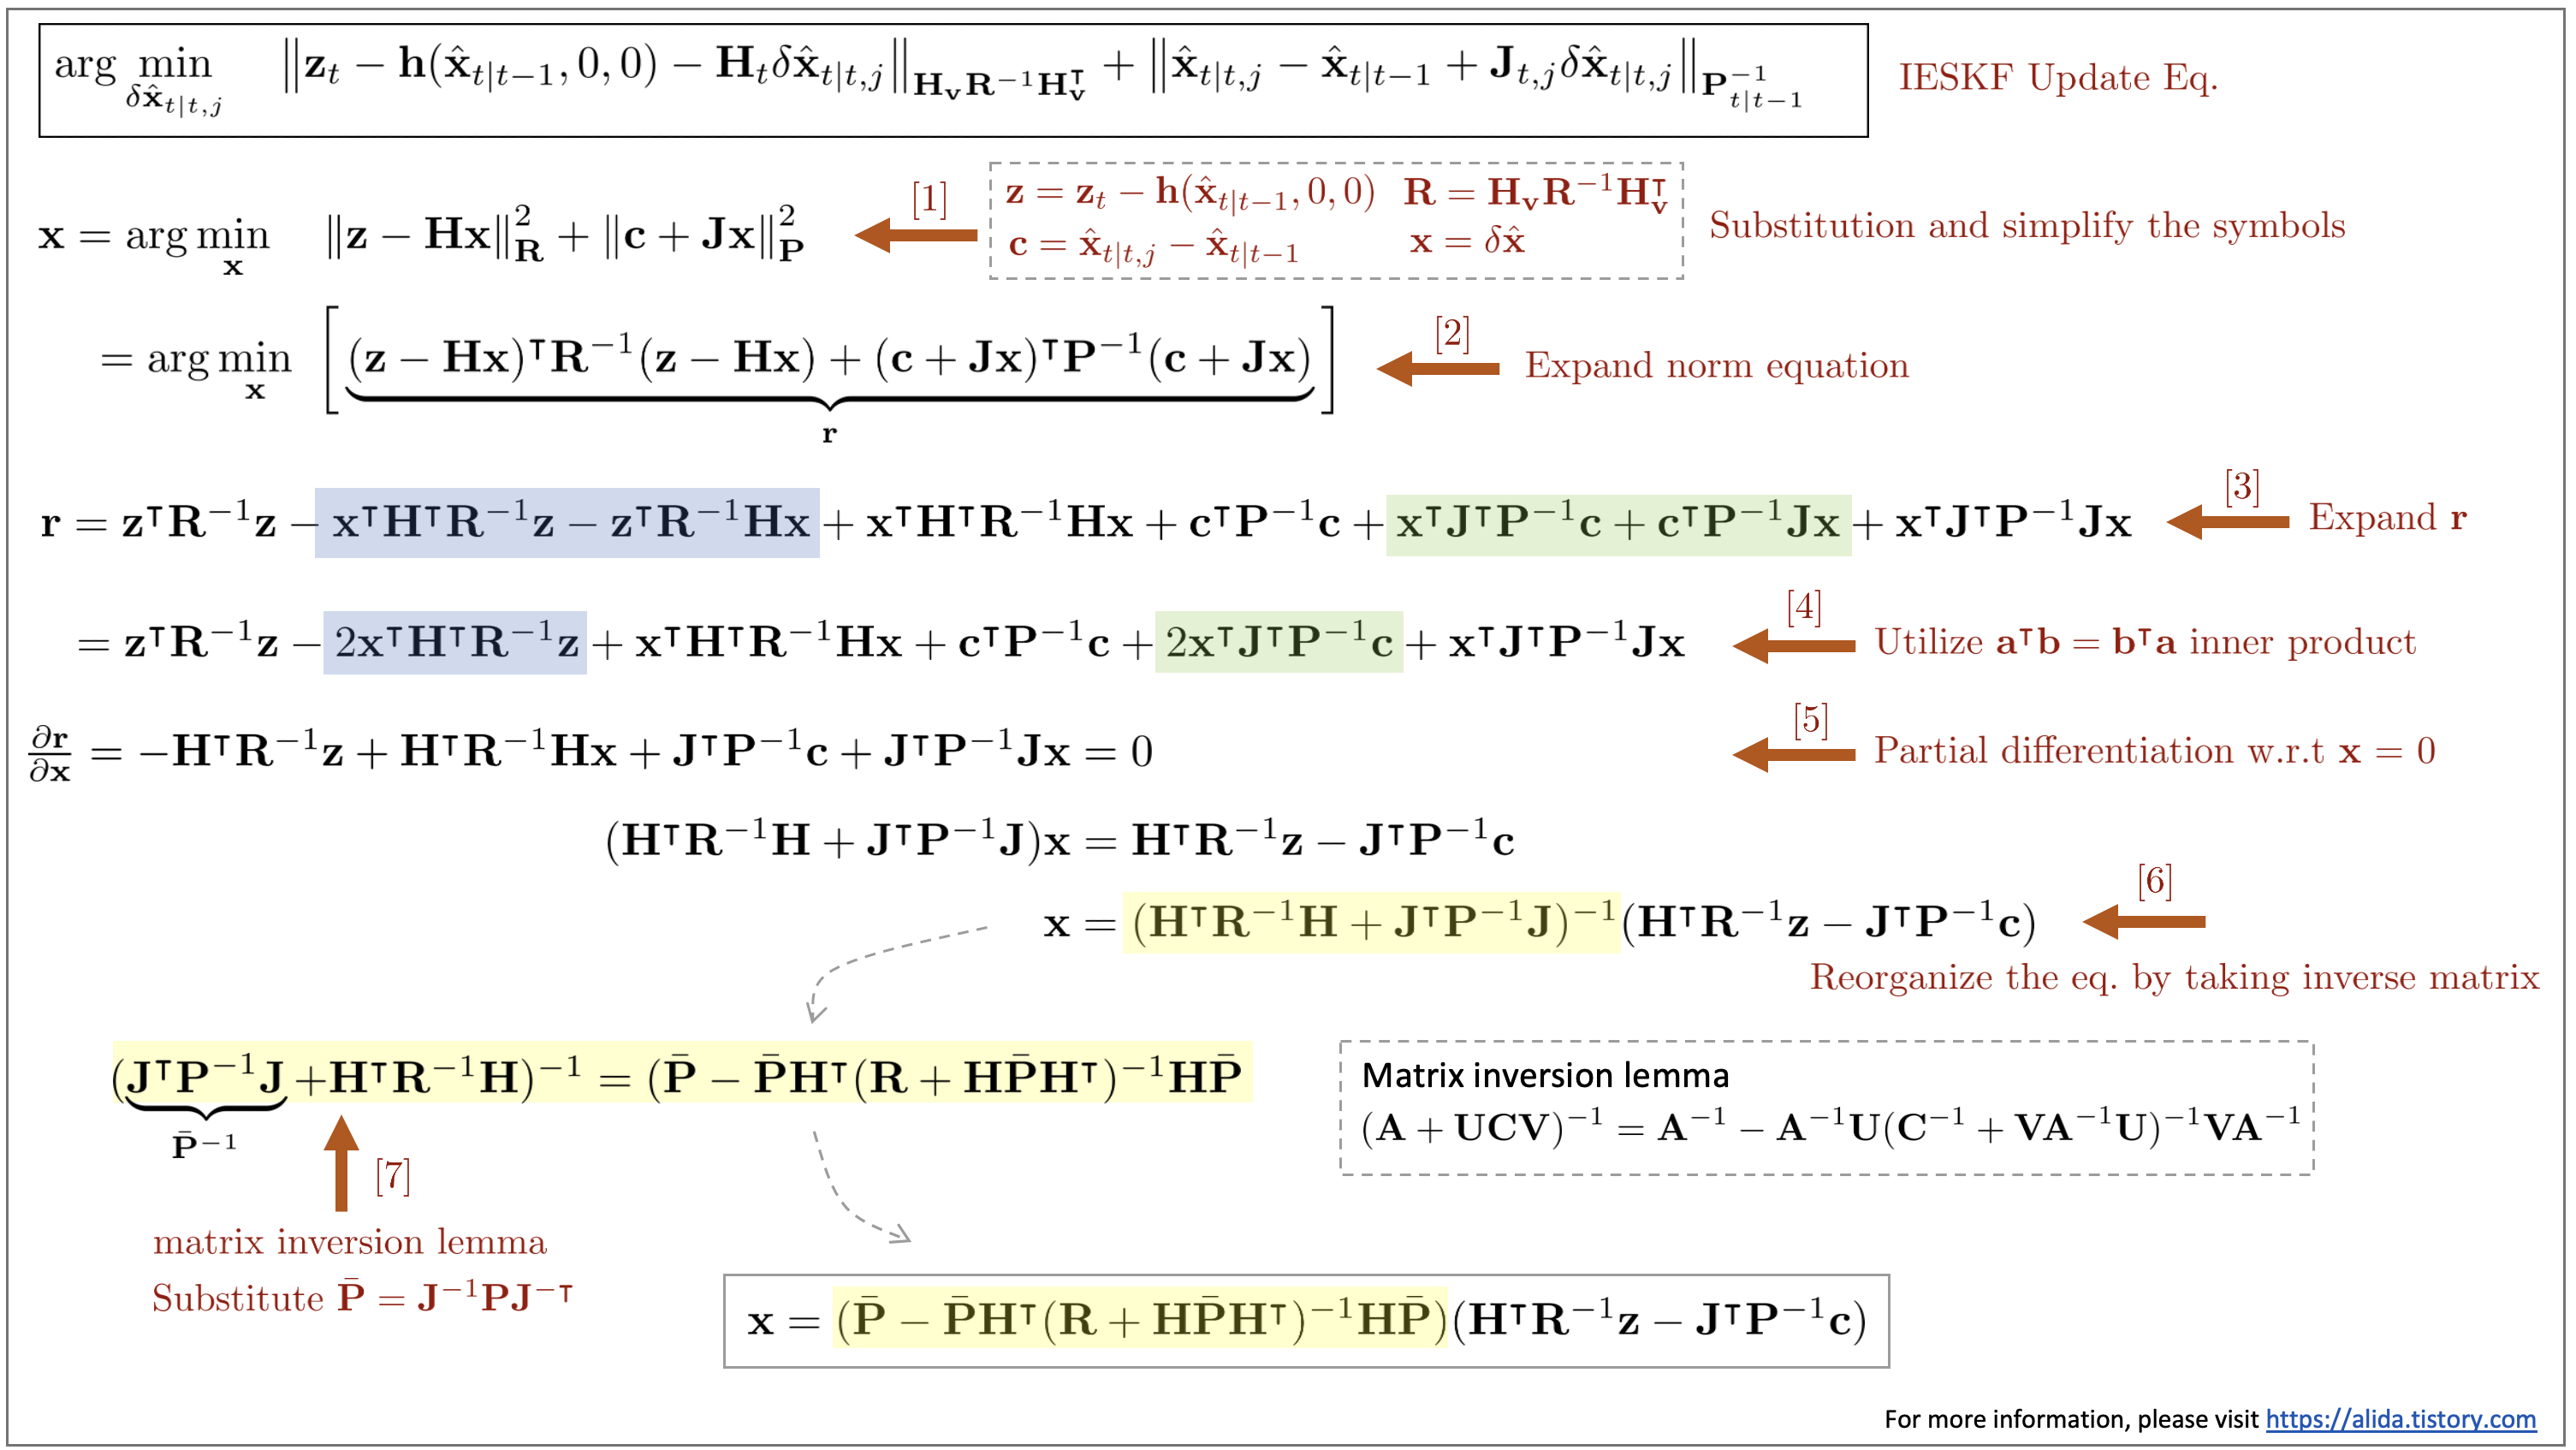 arg min_{δx̂_{t|t,j}} ‖z_t − h(x̂_{t|t−1}, 0, 0) − H_t δx̂_{t|t,j}‖_{H_v R^{−1} H_v^⊺} + ‖x̂_{t|t,j} − x̂_{t|t−1} + J_{t,j} δx̂_{t|t,j}‖_{P_{t|t−1}^{−1}} IESKF Update Eq.
x = arg min_x ‖z − Hx‖_R^2 + ‖c + Jx‖_P^2 [1] z = z_t − h(x̂_{t|t−1}, 0, 0) R = H_v R^{−1} H_v^⊺
c = x̂_{t|t,j} − x̂_{t|t−1} x = δx̂
Substitution and simplify the symbols
= arg min_x [(z − Hx)^⊺R^{−1}(z − Hx) + (c + Jx)^⊺P^{−1}(c + Jx)] [2] Expand norm equation
r
r = z^⊺R^{−1}z − x^⊺H^⊺R^{−1}z − z^⊺R^{−1}Hx + x^⊺H^⊺R^{−1}Hx + c^⊺P^{−1}c + x^⊺J^⊺P^{−1}c + c^⊺P^{−1}Jx + x^⊺J^⊺P^{−1}Jx [3] Expand r
= z^⊺R^{−1}z − 2x^⊺H^⊺R^{−1}z + x^⊺H^⊺R^{−1}Hx + c^⊺P^{−1}c + 2x^⊺J^⊺P^{−1}c + x^⊺J^⊺P^{−1}Jx [4] Utilize a^⊺b = b^⊺a inner product
∂r/∂x = −H^⊺R^{−1}z + H^⊺R^{−1}Hx + J^⊺P^{−1}c + J^⊺P^{−1}Jx = 0 [5] Partial differentiation w.r.t x = 0
(H^⊺R^{−1}H + J^⊺P^{−1}J)x = H^⊺R^{−1}z − J^⊺P^{−1}c
x = (H^⊺R^{−1}H + J^⊺P^{−1}J)^{−1}(H^⊺R^{−1}z − J^⊺P^{−1}c) [6]
Reorganize the eq. by taking inverse matrix
(J^⊺P^{−1}J + H^⊺R^{−1}H)^{−1} = (P̄ − P̄H^⊺(R + HP̄H^⊺)^{−1}HP̄
P̄^{−1}
[7]
matrix inversion lemma
Substitute P̄ = J^{−1}PJ^{−⊺}
Matrix inversion lemma
(A + UCV)^{−1} = A^{−1} − A^{−1}U(C^{−1} + VA^{−1}U)^{−1}VA^{−1}
x = (P̄ − P̄H^⊺(R + HP̄H^⊺)^{−1}HP̄)(H^⊺R^{−1}z − J^⊺P^{−1}c)
For more information, please visit https://alida.tistory.com